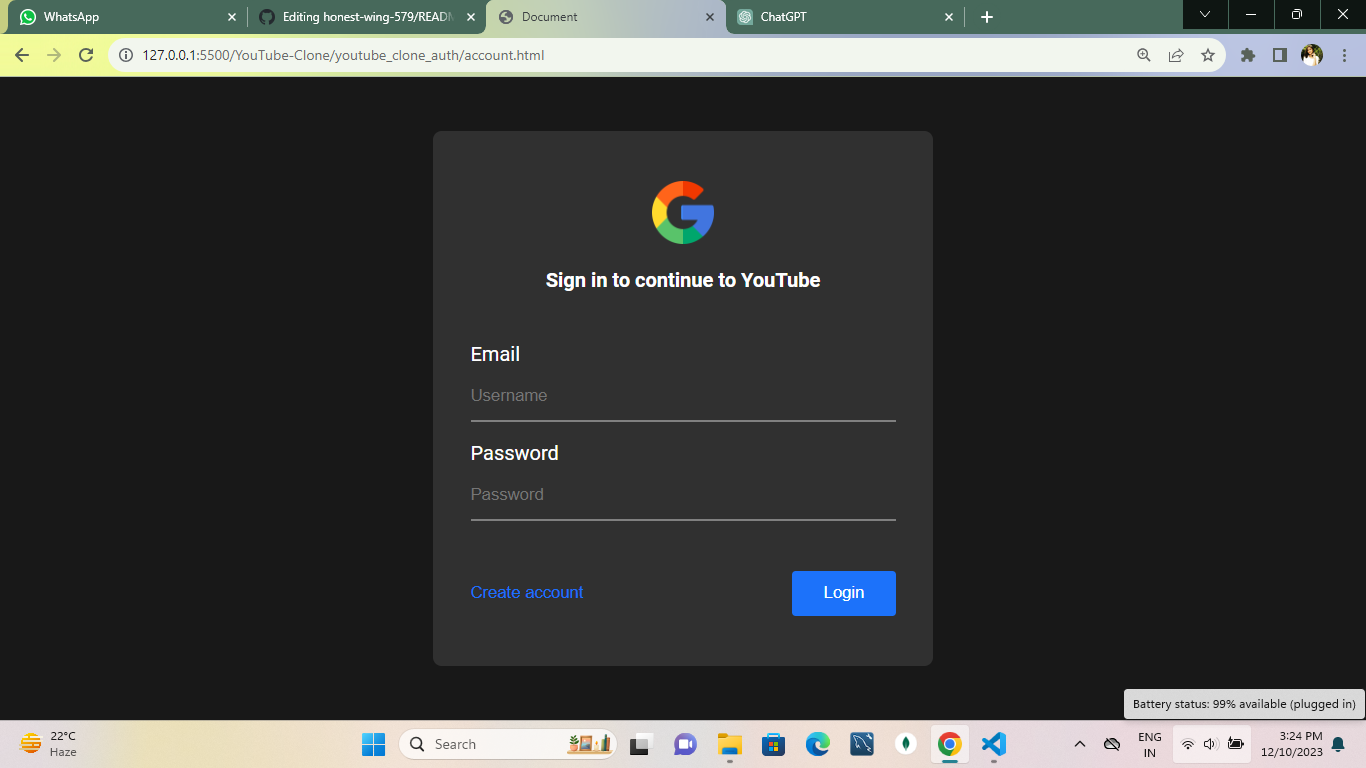 WhatsApp
Editing honest-wing-579/READM
Document
ChatGPT
127.0.0.1:5500/YouTube-Clone/youtube_clone_auth/account.html
Sign in to continue to YouTube
Email
Username
Password
Password
Create account
Login
Battery status: 99% available (plugged in)
22°C
Haze
Search
ENG
IN
3:24 PM
12/10/2023